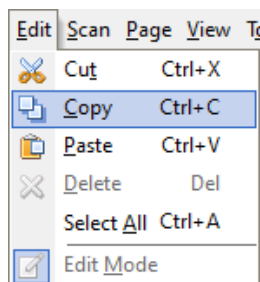 Edit Scan Page View
Cut Ctrl+X
Copy Ctrl+C
Paste Ctrl+V
Delete Del
Select All Ctrl+A
Edit Mode